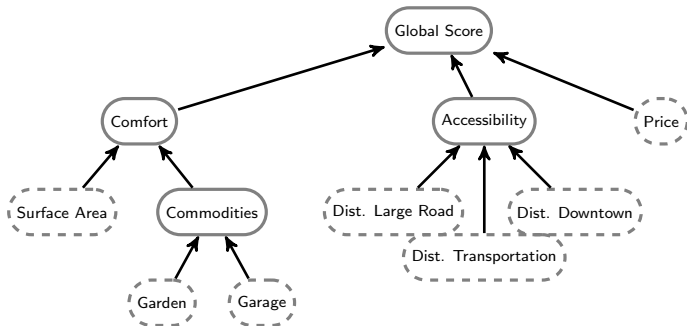 Global Score
Comfort
Accessibility
Price
Surface Area
Commodities
Dist. Large Road
Dist. Downtown
Dist. Transportation
Garden
Garage